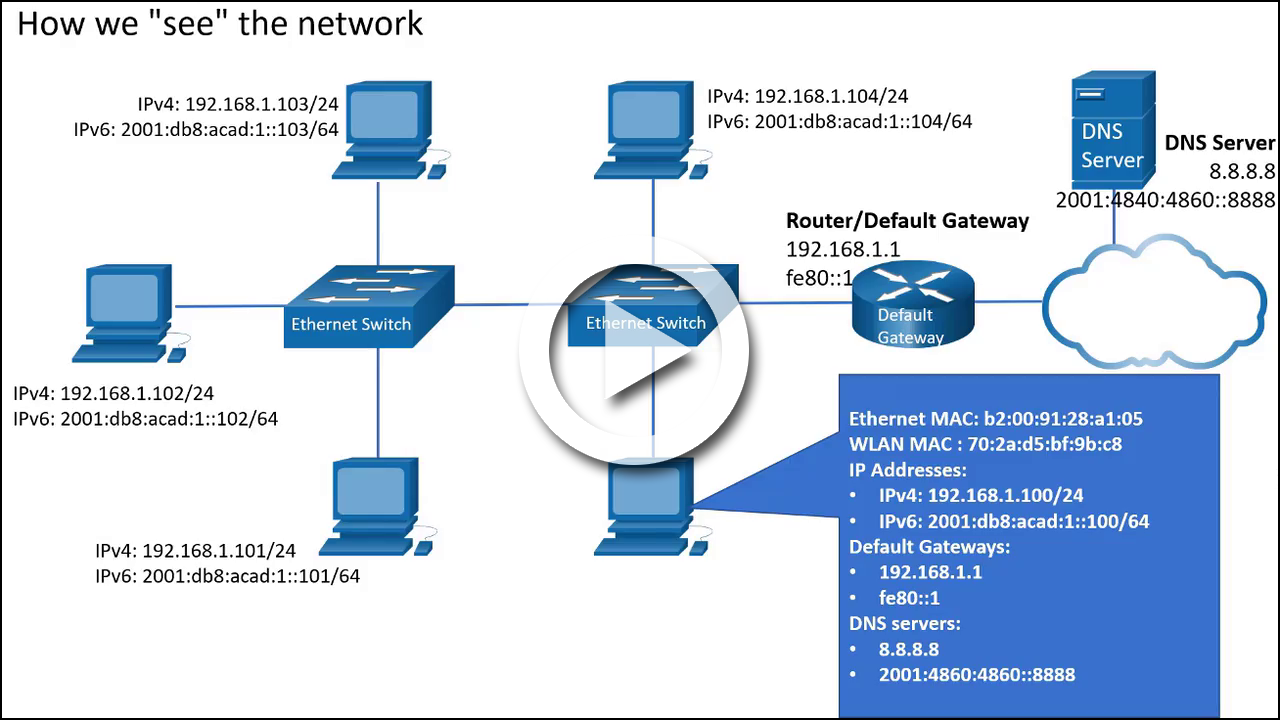 How we "see" the network
IPv4: 192.168.1.103/24
IPv6: 2001:db8:acad:1::103/64
IPv4: 192.168.1.104/24
IPv6: 2001:db8:acad:1::104/64
DNS
Server
DNS Server
8.8.8.8
2001:4840:4860::8888
Router/Default Gateway
192.168.1.1
fe80::1
Ethernet Switch
Ethernet Switch
Default
Gateway
IPv4: 192.168.1.102/24
IPv6: 2001:db8:acad:1::102/64
IPv4: 192.168.1.101/24
IPv6: 2001:db8:acad:1::101/64
Ethernet MAC: b2:00:91:28:a1:05
WLAN MAC : 70:2a:d5:bf:9b:c8
IP Addresses:
• IPv4: 192.168.1.100/24
• IPv6: 2001:db8:acad:1::100/64
Default Gateways:
• 192.168.1.1
• fe80::1
DNS servers:
• 8.8.8.8
• 2001:4860:4860::8888